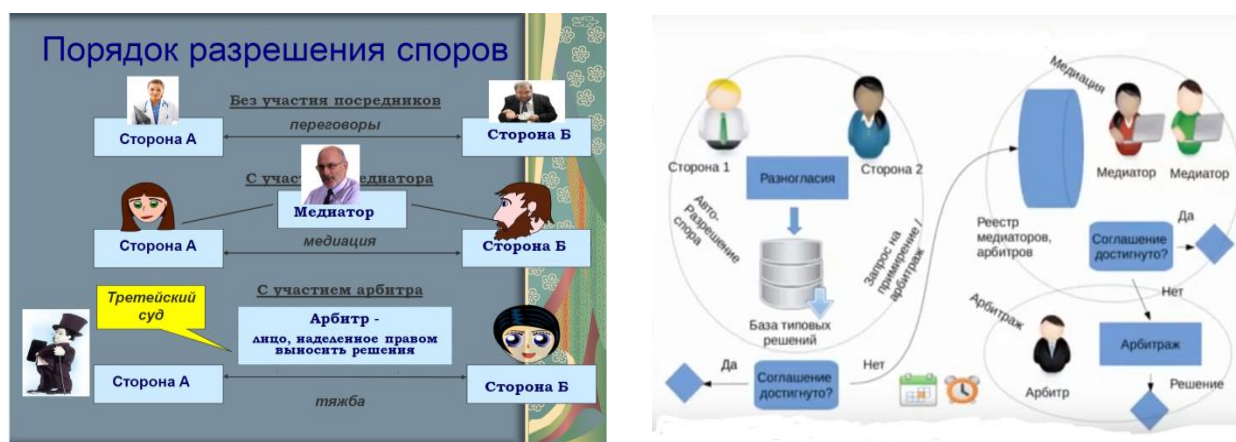 Порядок разрешения споров
Без участия посредников
переговоры
Сторона А
Сторона Б
С
Медиатор
медиация
Сторона А
Сторона Б
Третейский
суд
С участием арбитра
Арбитр -
лицо, наделенное правом
выносить решения
Сторона А
Сторона Б
тяжба
Сторона 1
Сторона 2
Разногласия
Авто-
Разрешение
спора
База типовых
решений
Запрос на
примирение /
арбитраж
Да
Соглашение
достигнуто?
Нет
Медиация
Медиатор
Медиатор
Реестр
медиаторов,
арбитров
Соглашение
достигнуто?
Да
Нет
Арбитраж
Арбитр
Арбитраж
Решение